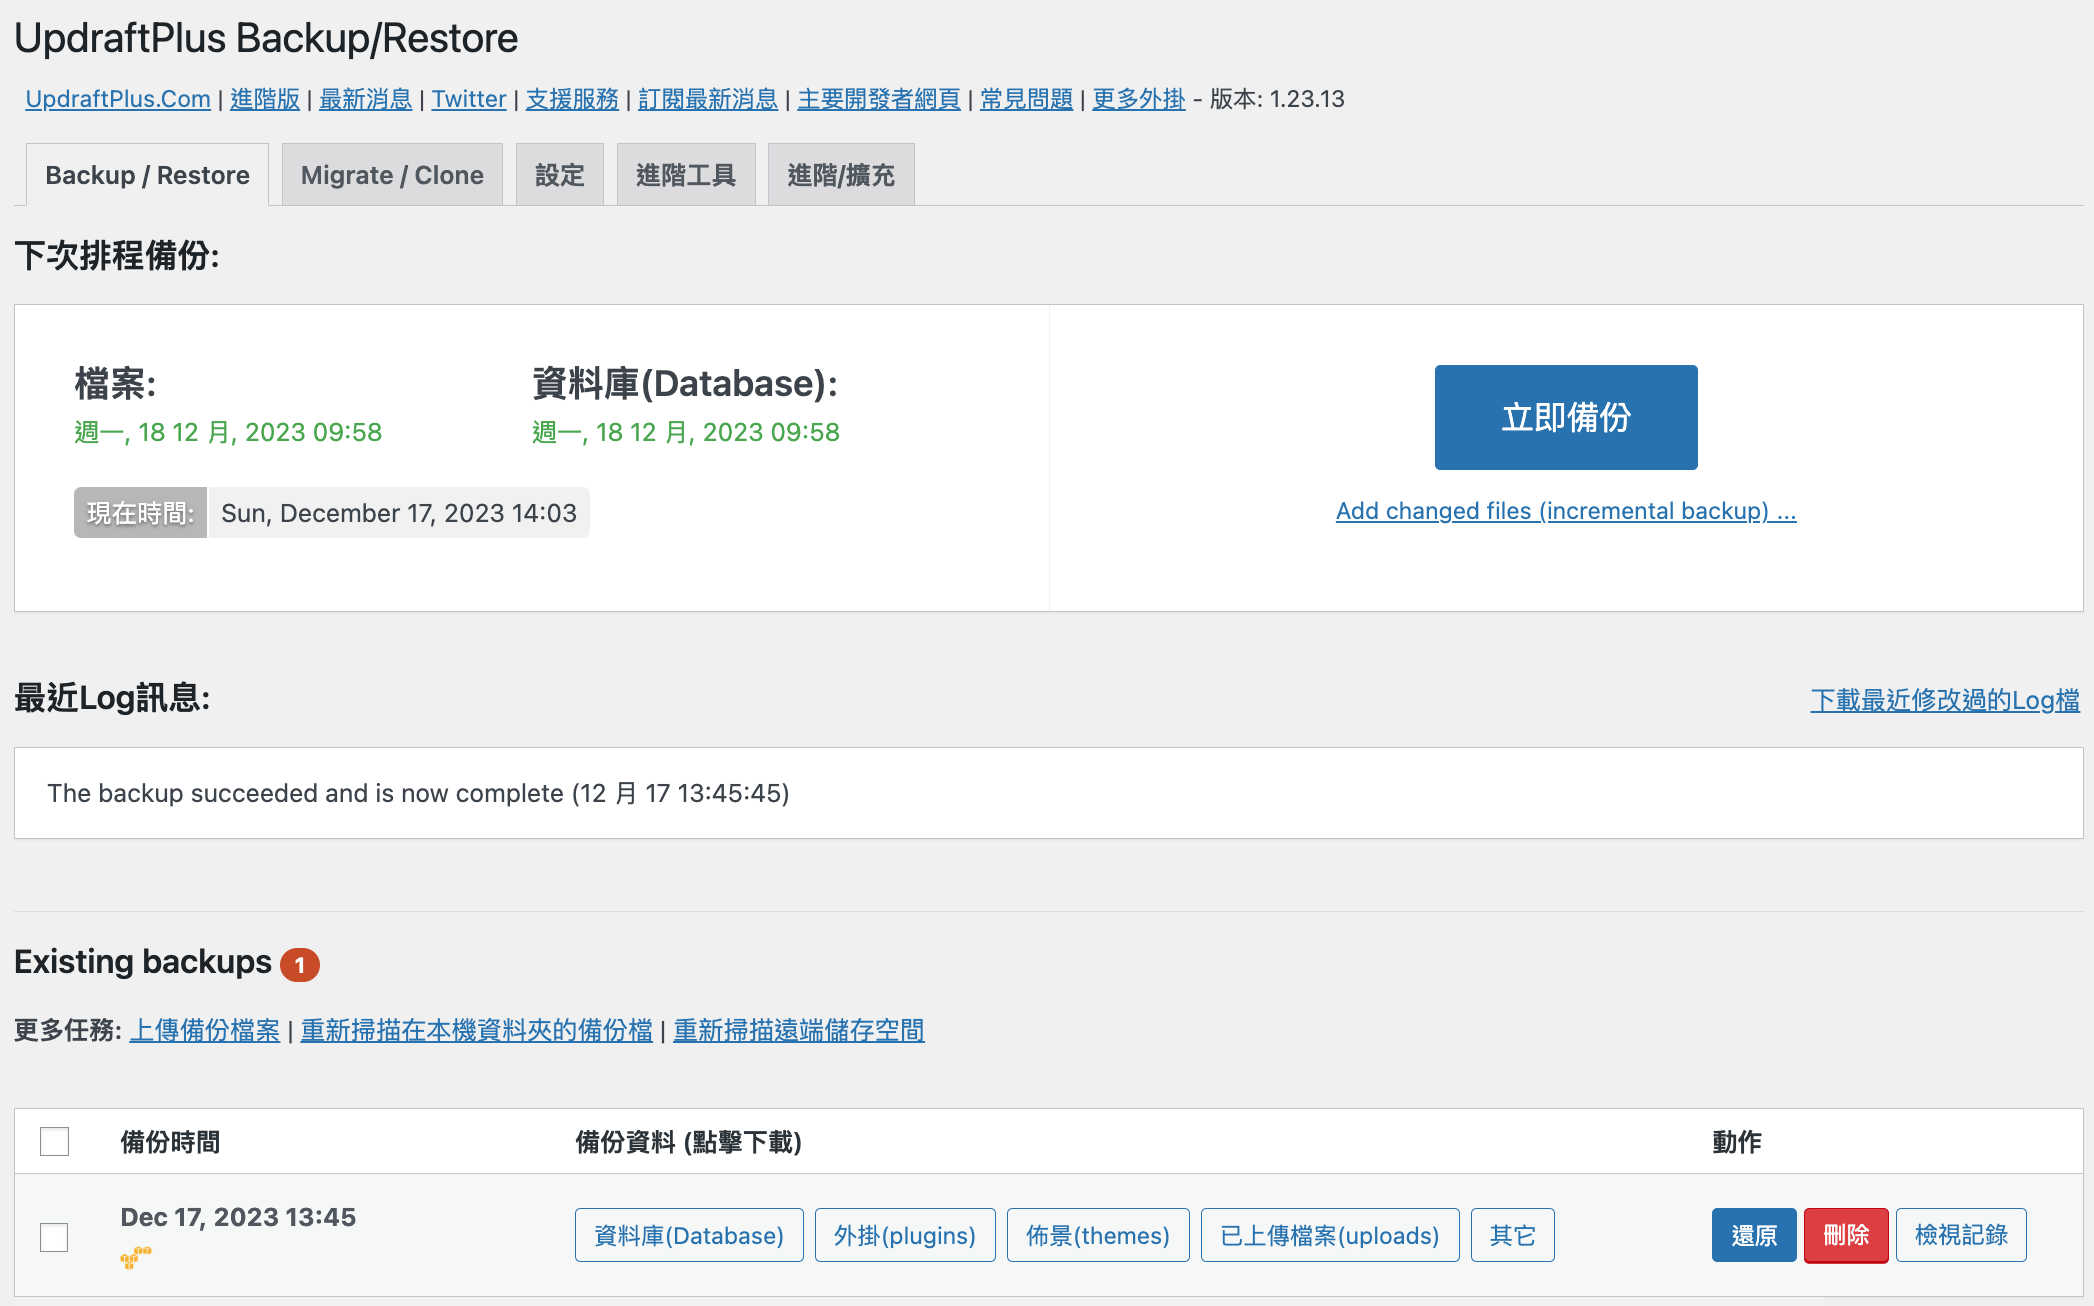 UpdraftPlus Backup/Restore
UpdraftPlus.Com | 進階版 | 最新消息 | Twitter | 支援服務 | 訂閱最新消息 | 主要開發者網頁 | 常見問題 | 更多外掛 - 版本: 1.23.13
Backup / Restore Migrate / Clone 設定 進階工具 進階/擴充
下次排程備份:
檔案: 資料庫(Database):
週一, 18 12 月, 2023 09:58 週一, 18 12 月, 2023 09:58
立即備份
現在時間: Sun, December 17, 2023 14:03
Add changed files (incremental backup) ...
最近Log訊息: 下載最近修改過的Log檔
The backup succeeded and is now complete (12 月 17 13:45:45)
Existing backups 1
更多任務: 上傳備份檔案 | 重新掃描在本機資料夾的備份檔 | 重新掃描遠端儲存空間
備份時間 備份資料 (點擊下載) 動作
Dec 17, 2023 13:45 資料庫(Database) 外掛(plugins) 佈景(themes) 已上傳檔案(uploads) 其它 還原 刪除 檢視記錄